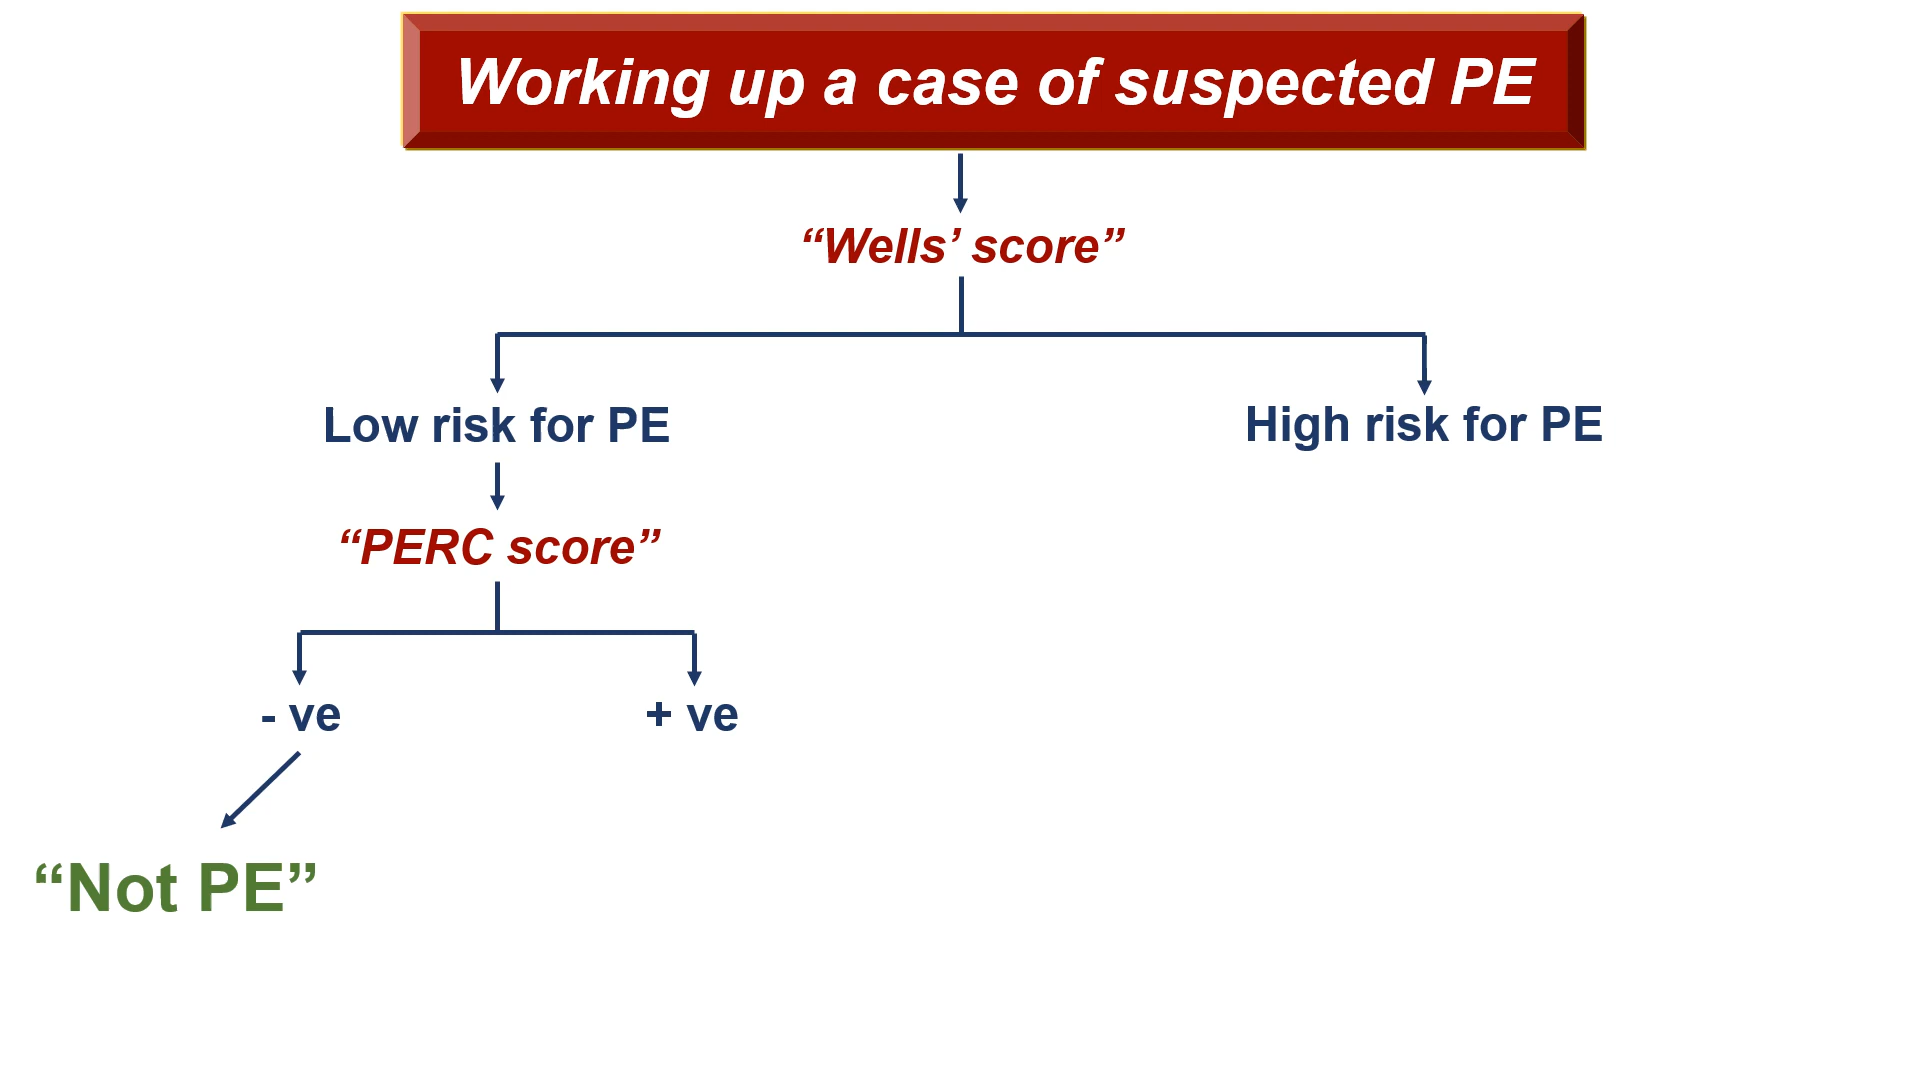 Working up a case of suspected PE
“Wells’ score”
Low risk for PE
High risk for PE
“PERC score”
- ve
+ ve
“Not PE”